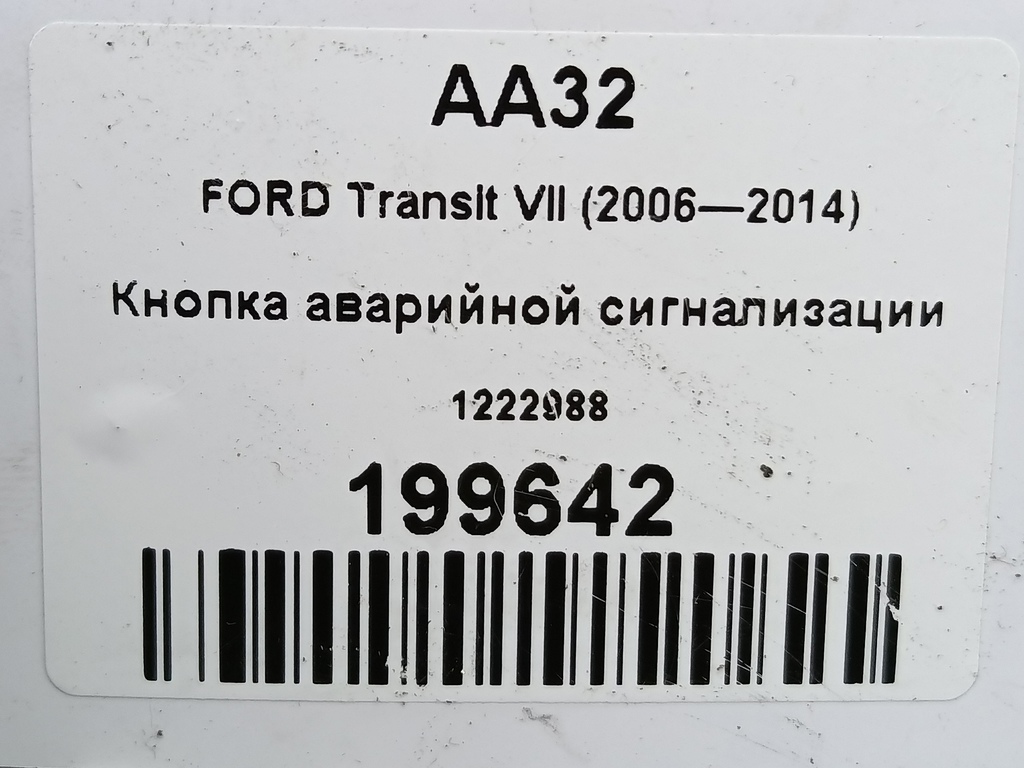 AA32
FORD Transit VII (2006—2014)
Кнопка аварийной сигнализации
1222988
199642